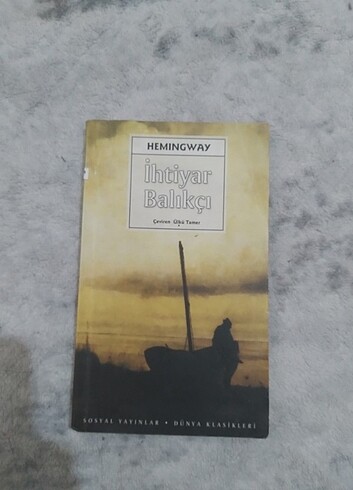 HEMINGWAY
İhtiyar
Balıkçı
Çeviren Ülkü Tamer
SOSYAL YAYINLAR • DÜNYA KLASİKLERİ